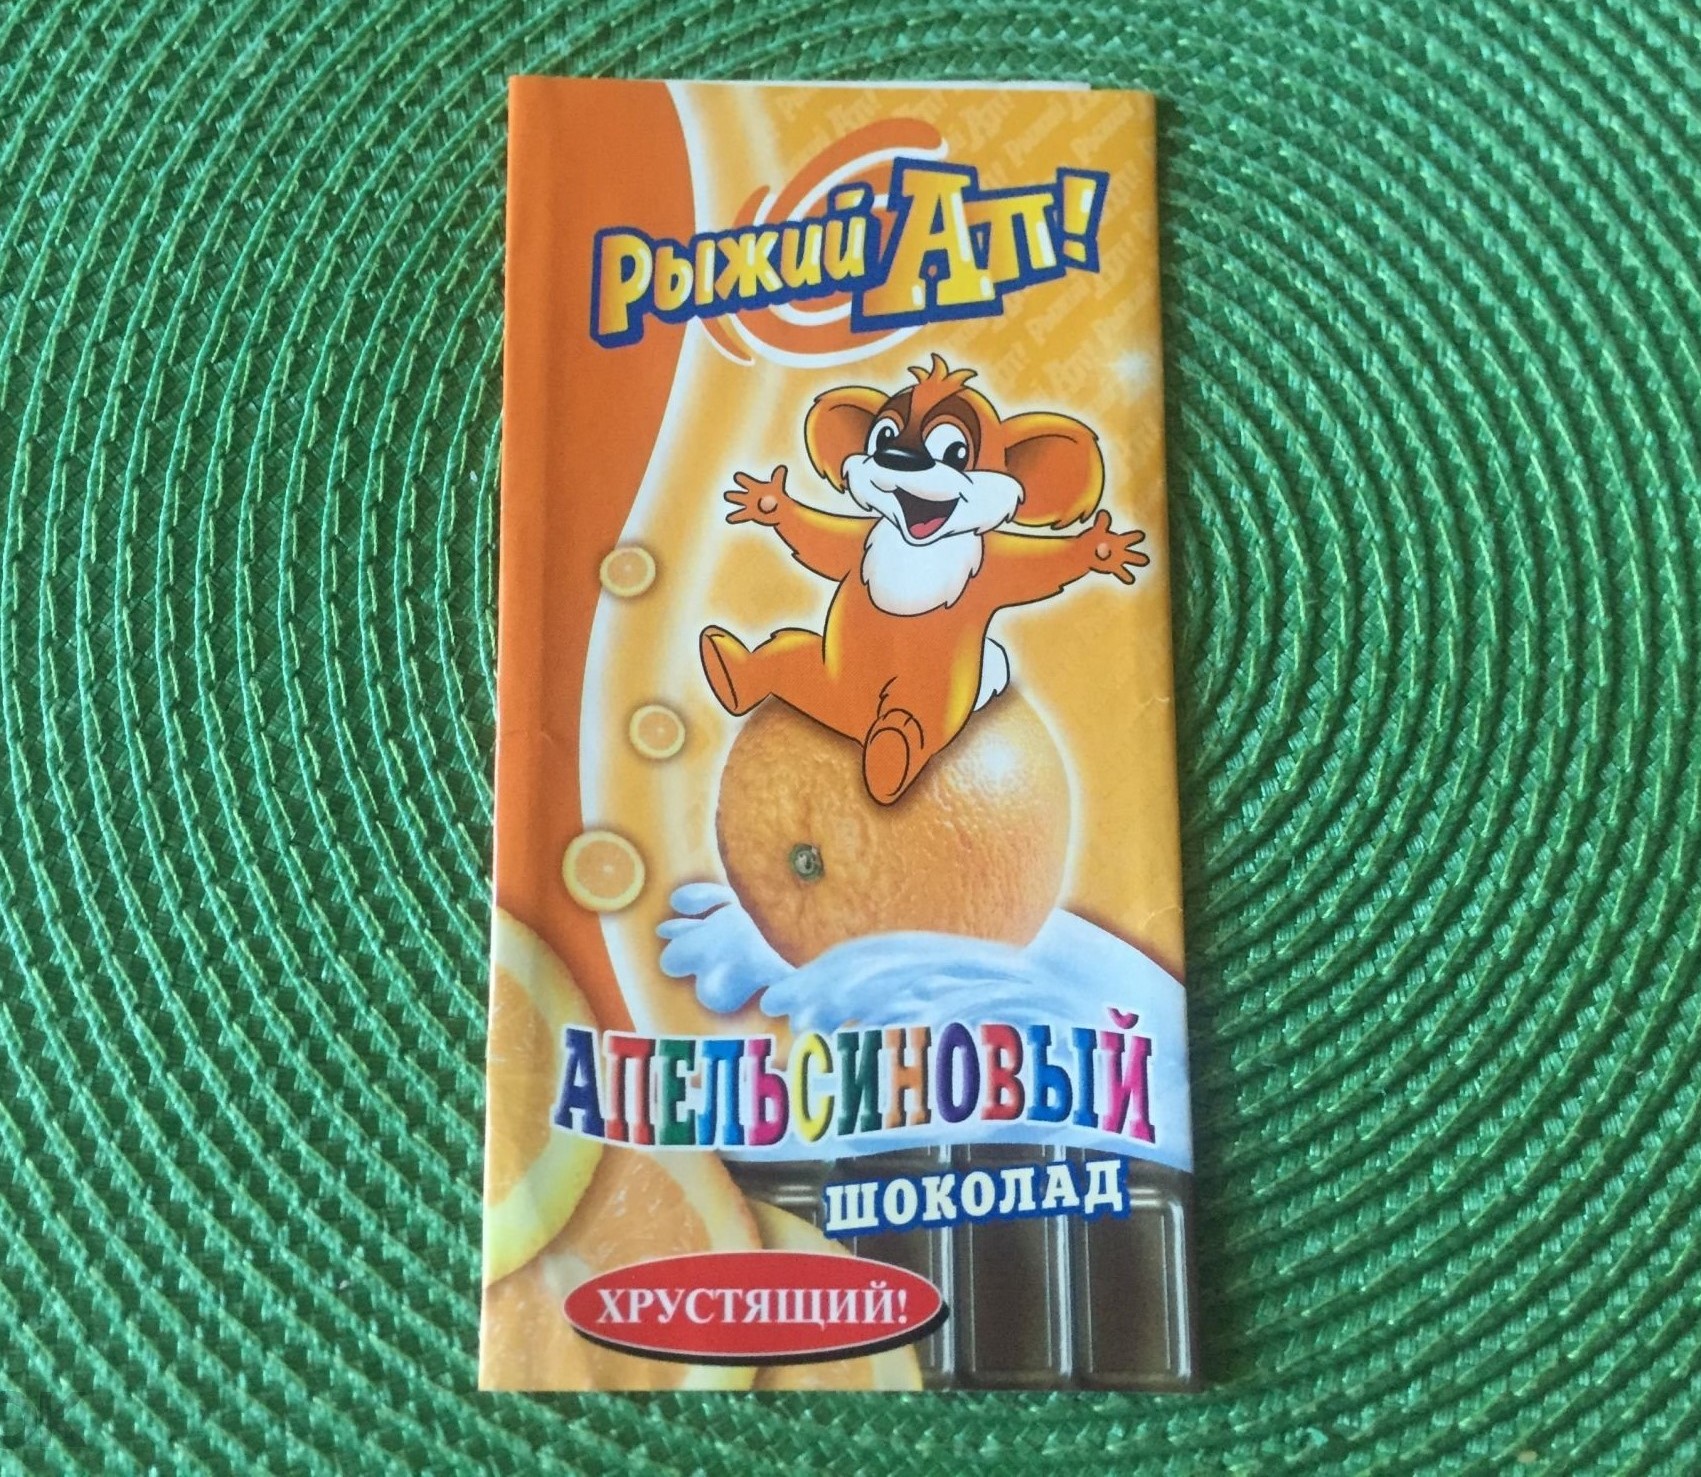 Рыжий Ап!
АПЕЛЬСИНОВЫЙ
ШОКОЛАД
ХРУСТЯЩИЙ!